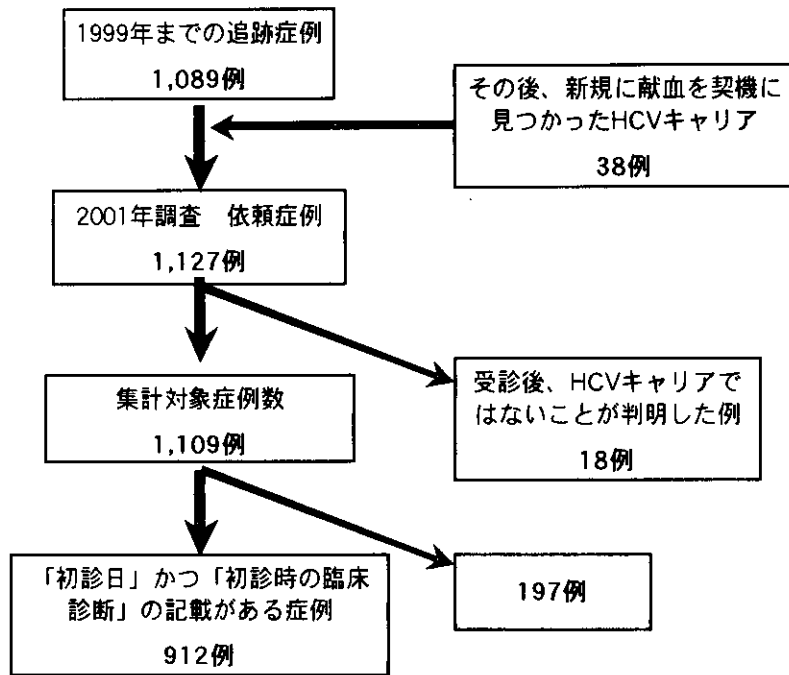 1999年までの追跡症例
1,089例
その後、新規に献血を契機に
見つかったHCVキャリア
38例
2001年調査　依頼症例
1,127例
集計対象症例数
1,109例
受診後、HCVキャリアで
はないことが判明した例
18例
「初診日」かつ「初診時の臨床
診断」の記載がある症例
912例
197例